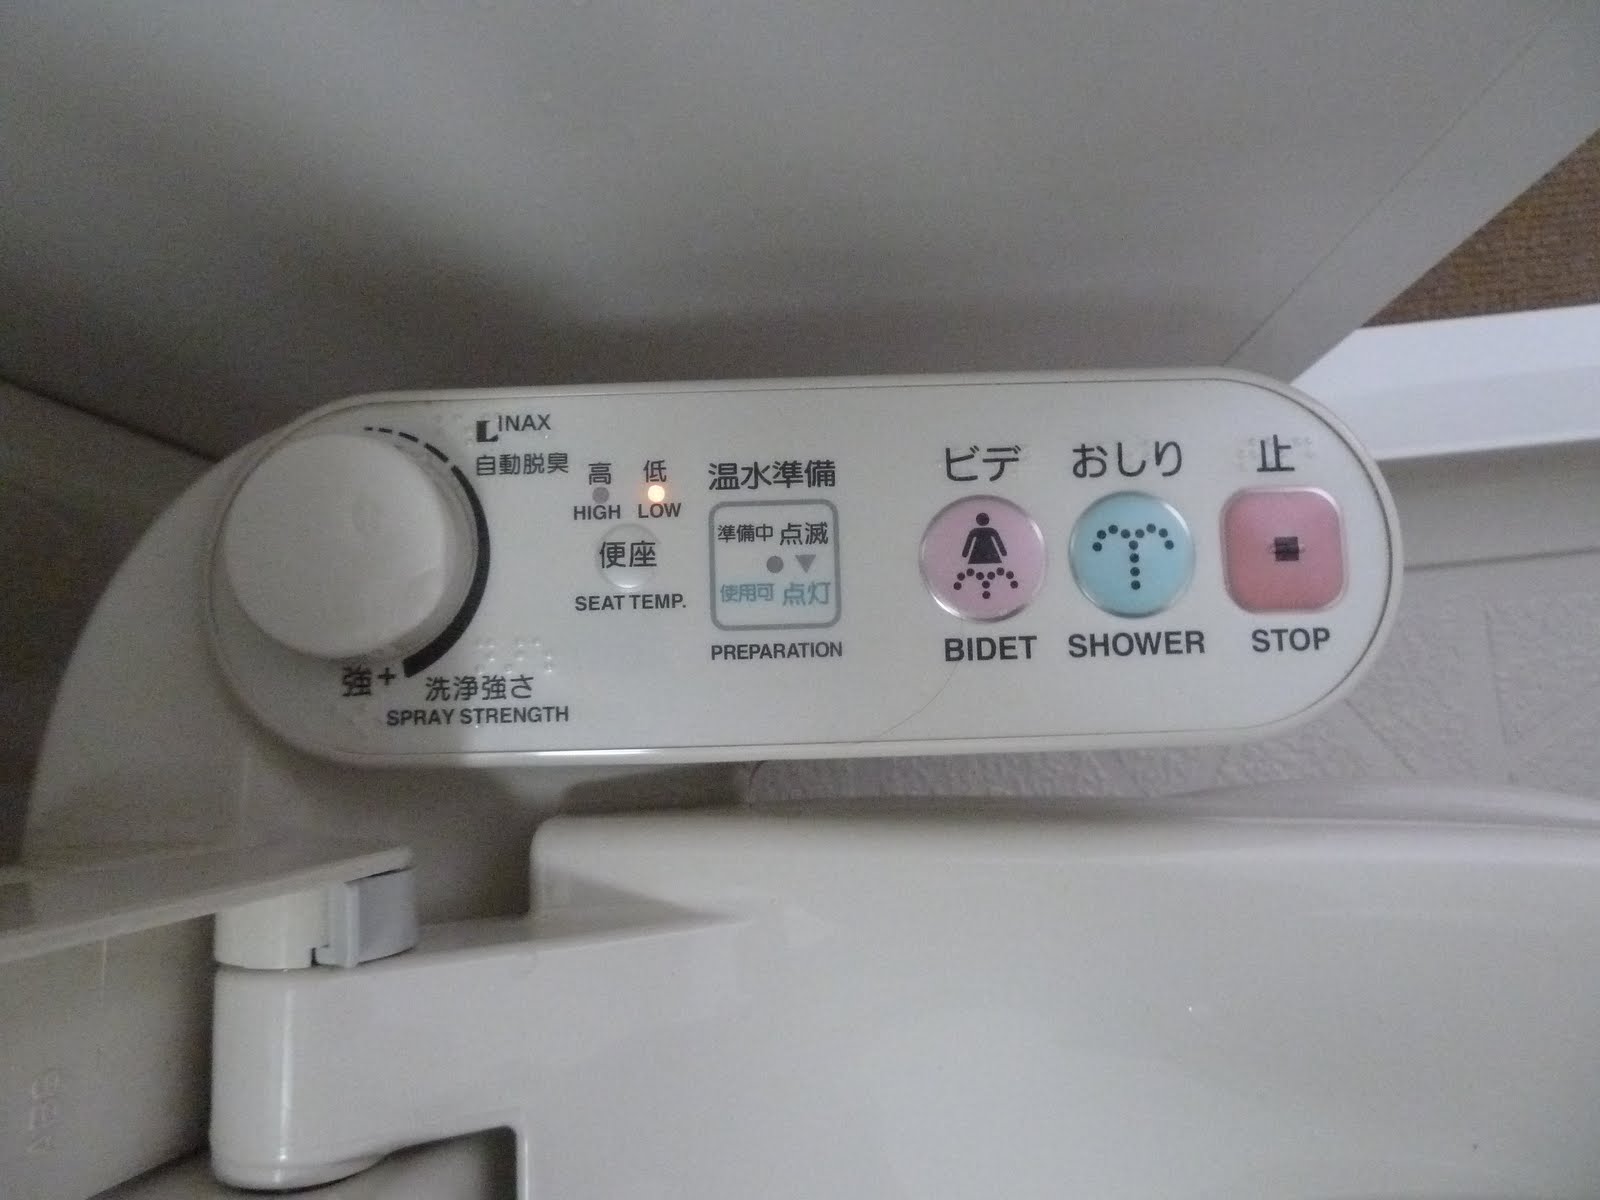 INAX
自動脱臭
強+
洗浄強さ
SPRAY STRENGTH
高 低
HIGH LOW
便座
SEAT TEMP.
温水準備
準備中 点滅
使用可 点灯
PREPARATION
ビデ
BIDET
おしり
SHOWER
止
STOP